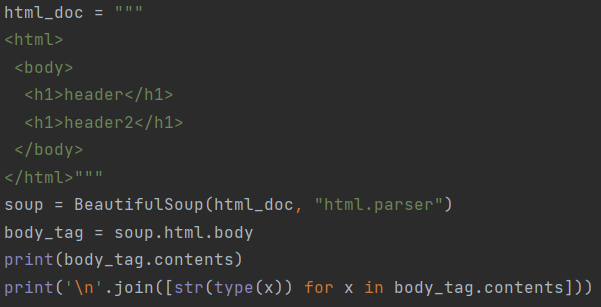 html_doc = """
<html>
 <body>
  <h1>header</h1>
  <h1>header2</h1>
 </body>
</html>"""
soup = BeautifulSoup(html_doc, "html.parser")
body_tag = soup.html.body
print(body_tag.contents)
print('\n'.join([str(type(x)) for x in body_tag.contents]))